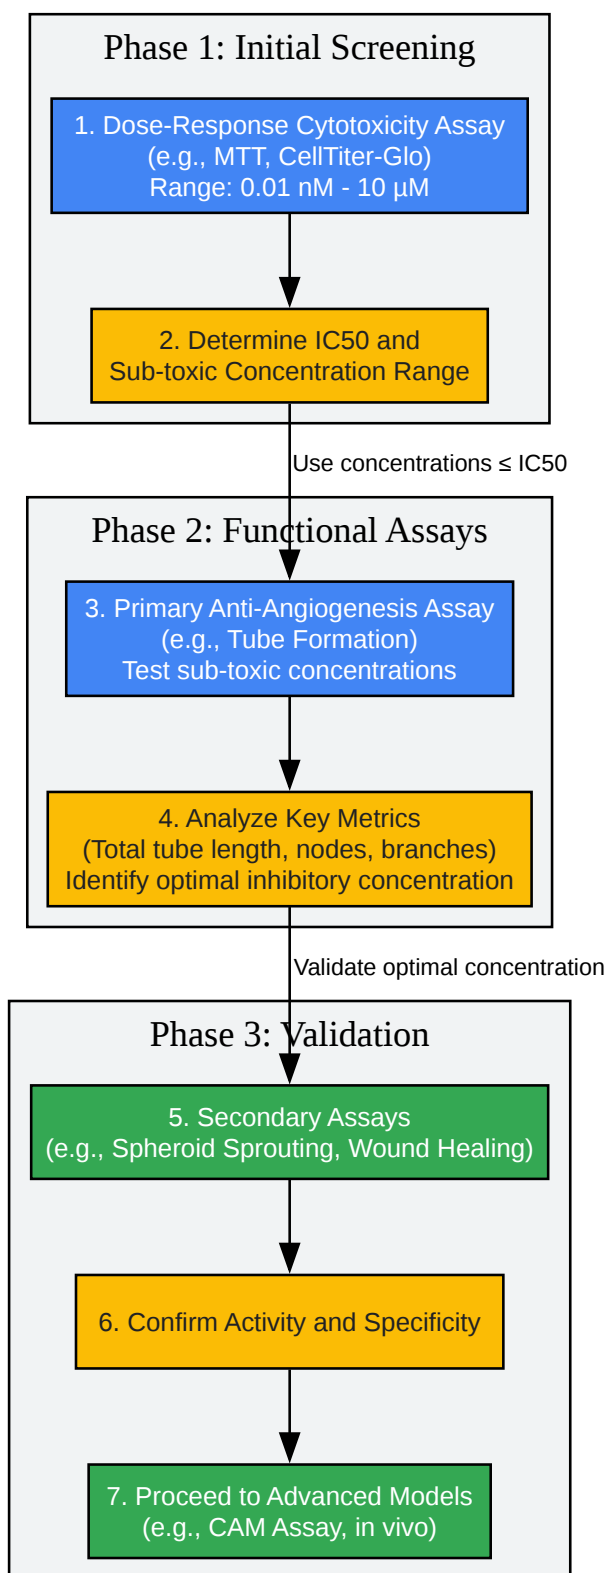 Phase 1: Initial Screening
1. Dose-Response Cytotoxicity Assay
(e.g., MTT, CellTiter-Glo)
Range: 0.01 nM - 10 µM
2. Determine IC50 and
Sub-toxic Concentration Range
Use concentrations ≤ IC50
Phase 2: Functional Assays
3. Primary Anti-Angiogenesis Assay
(e.g., Tube Formation)
Test sub-toxic concentrations
4. Analyze Key Metrics
(Total tube length, nodes, branches)
Identify optimal inhibitory concentration
Validate optimal concentration
Phase 3: Validation
5. Secondary Assays
(e.g., Spheroid Sprouting, Wound Healing)
6. Confirm Activity and Specificity
7. Proceed to Advanced Models
(e.g., CAM Assay, in vivo)